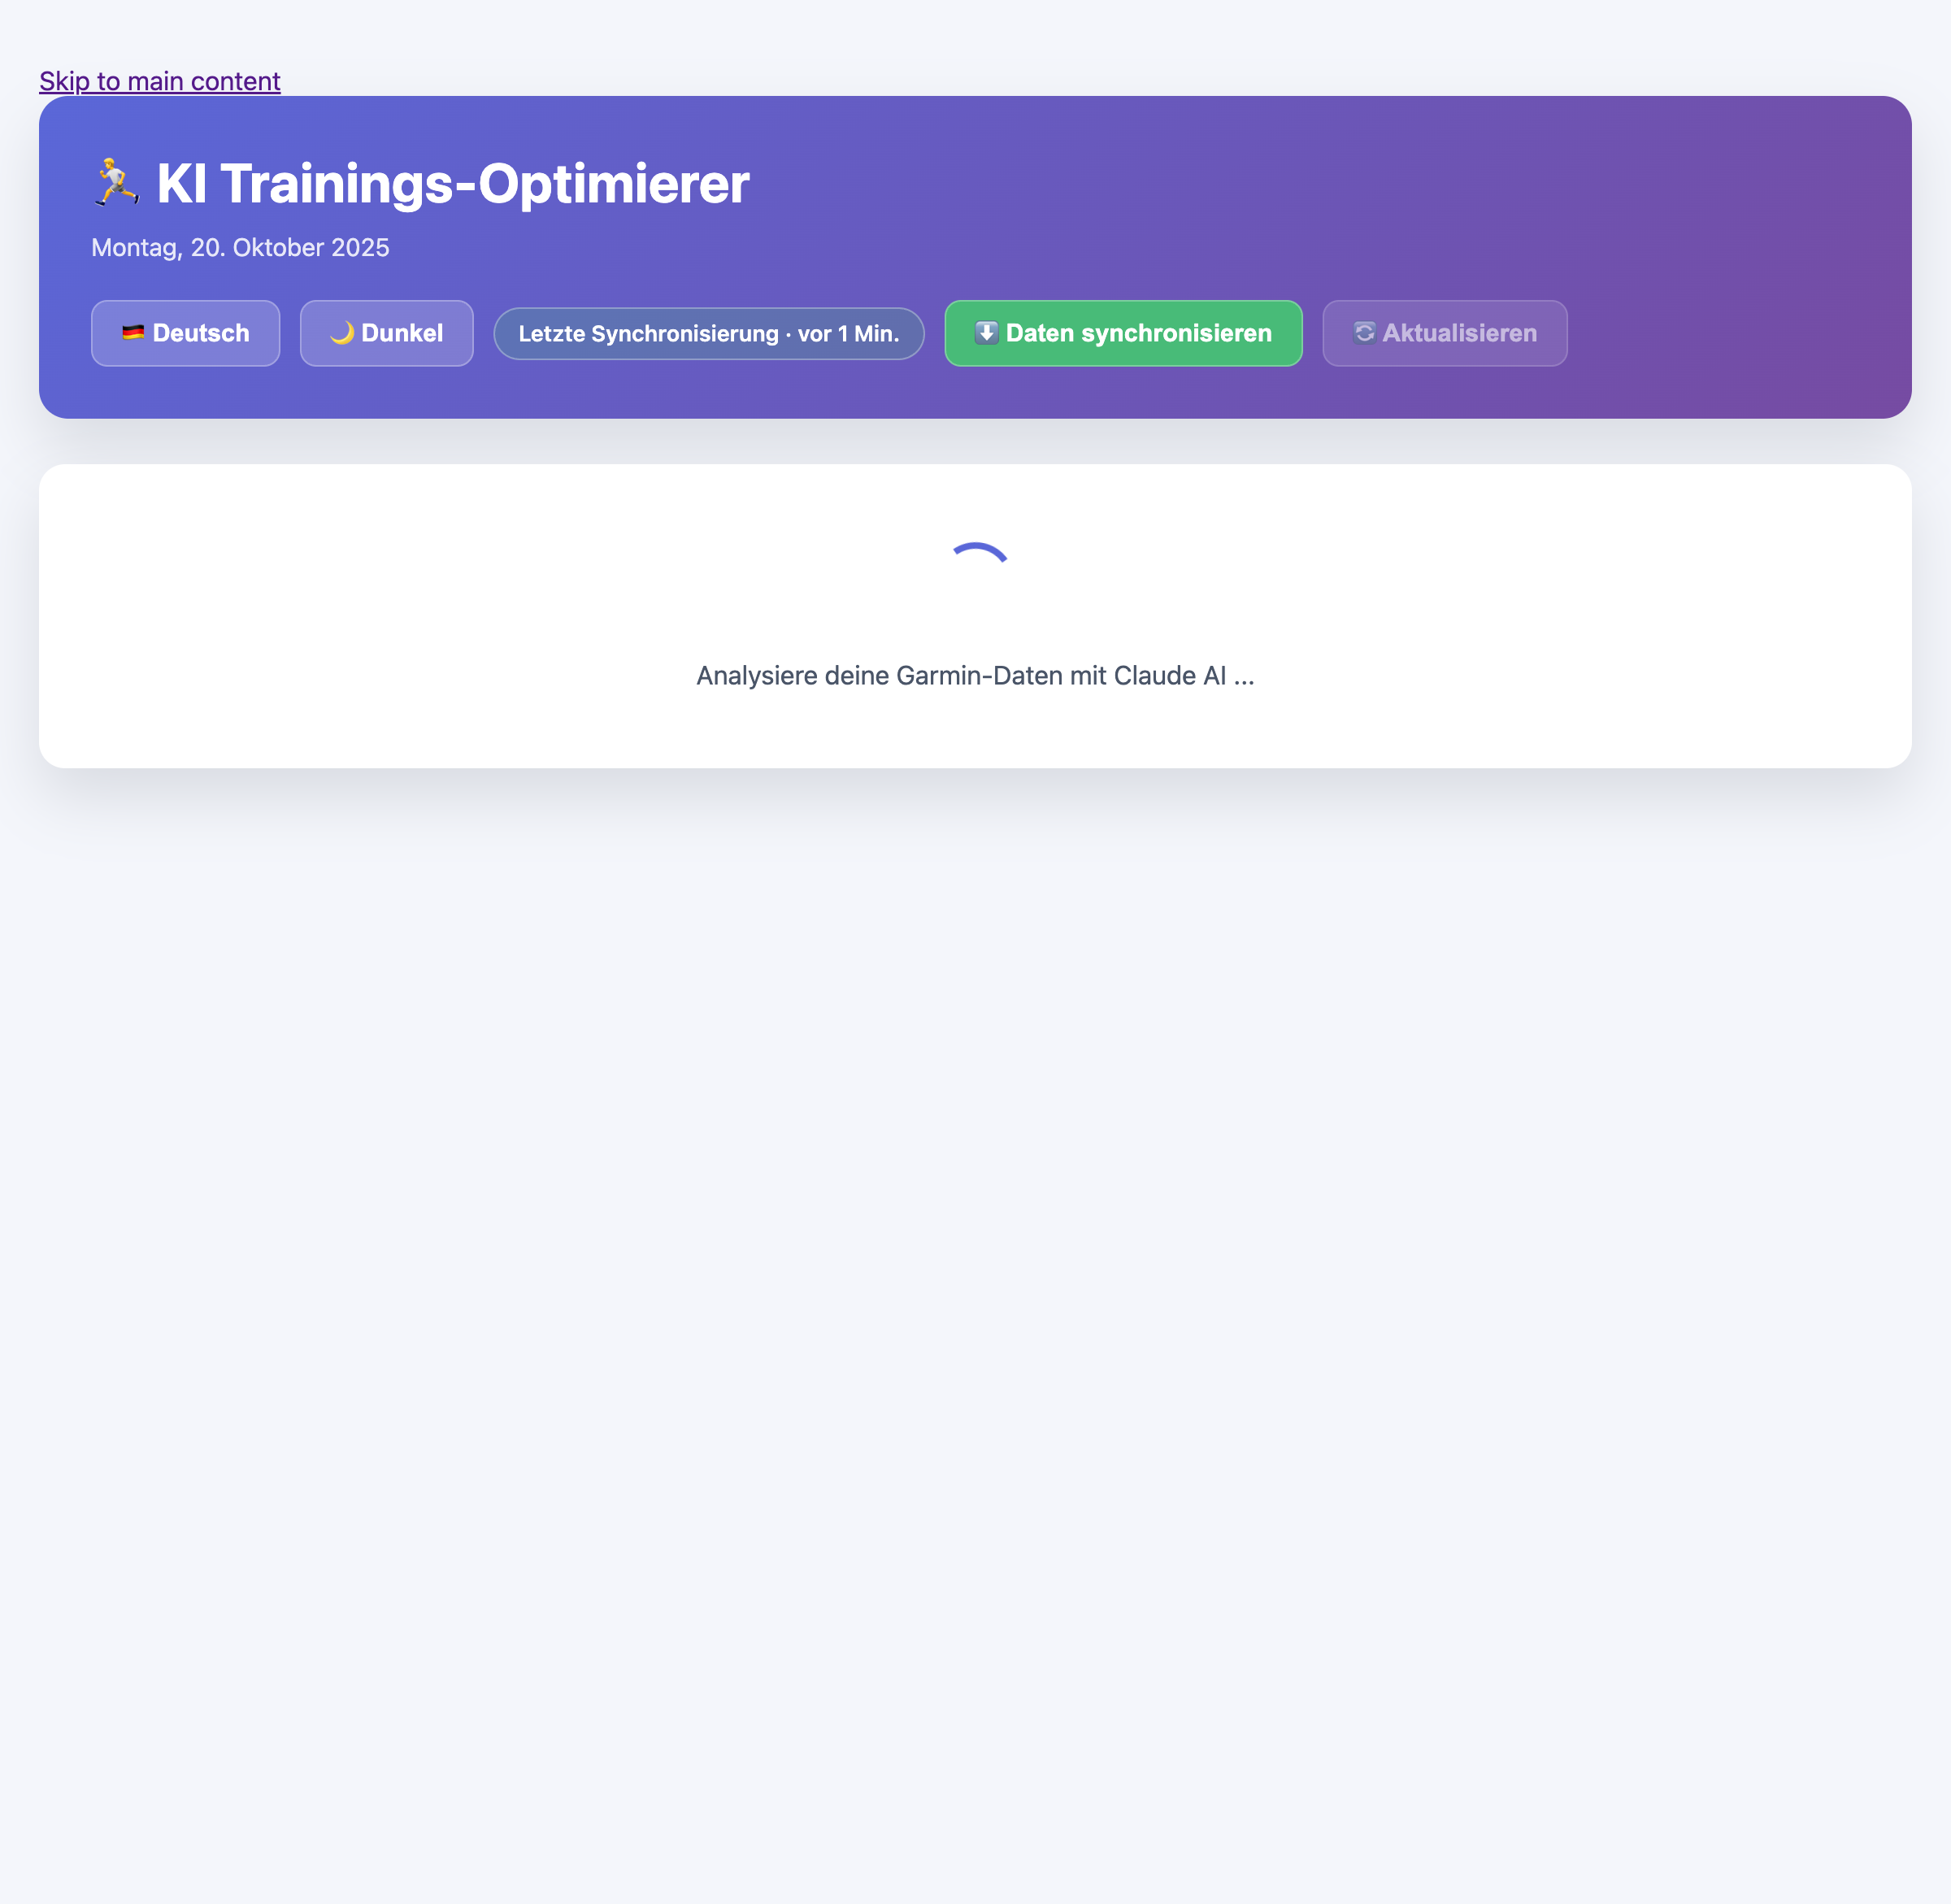 Skip to main content
🏃 KI Trainings-Optimierer
Montag, 20. Oktober 2025
🇩🇪 Deutsch
🌙 Dunkel
Letzte Synchronisierung · vor 1 Min.
⬇️ Daten synchronisieren
🔄 Aktualisieren
Analysiere deine Garmin-Daten mit Claude AI ...